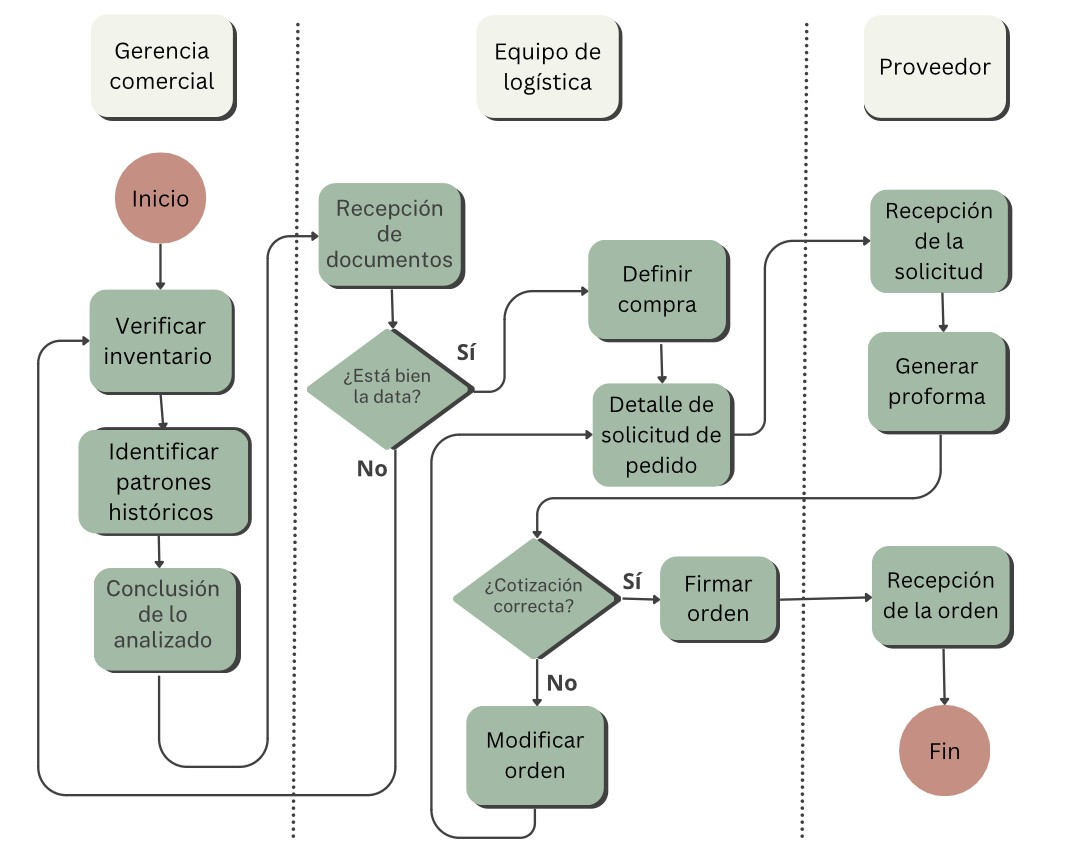 Gerencia
comercial
Equipo de
logística
Proveedor
Inicio
Verificar
inventario
Identificar
patrones
históricos
Conclusión
de lo
analizado
Recepción
de
documentos
¿Está bien
la data?
Sí
No
Definir
compra
Detalle de
solicitud de
pedido
Recepción
de la
solicitud
Generar
proforma
¿Cotización
correcta?
Sí
No
Firmar
orden
Modificar
orden
Recepción
de la orden
Fin